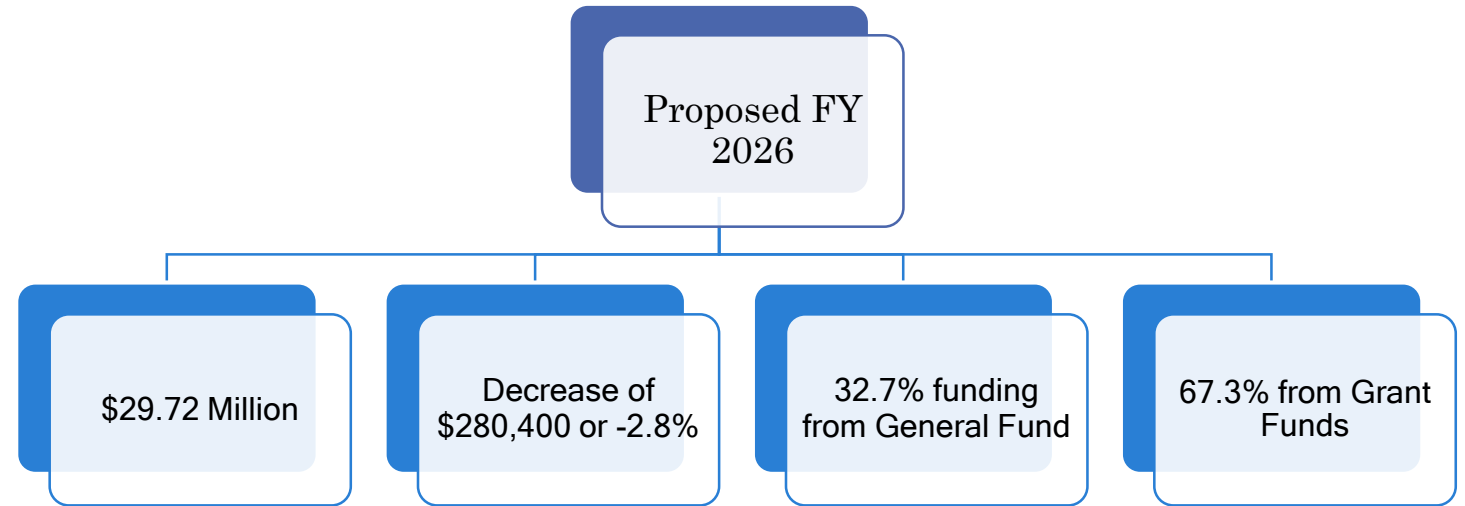 Proposed FY
2026
$29.72 Million
Decrease of
$280,400 or -2.8%
32.7% funding
from General Fund
67.3% from Grant
Funds